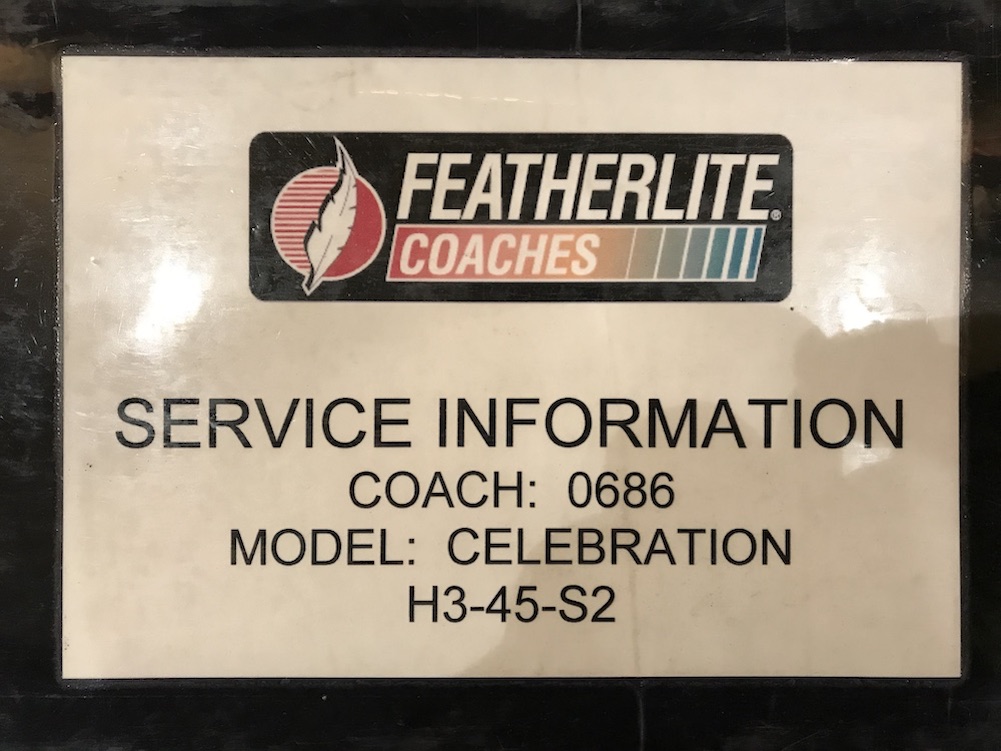 FEATHERLITE®
COACHES
SERVICE INFORMATION
COACH: 0686
MODEL: CELEBRATION
H3-45-S2